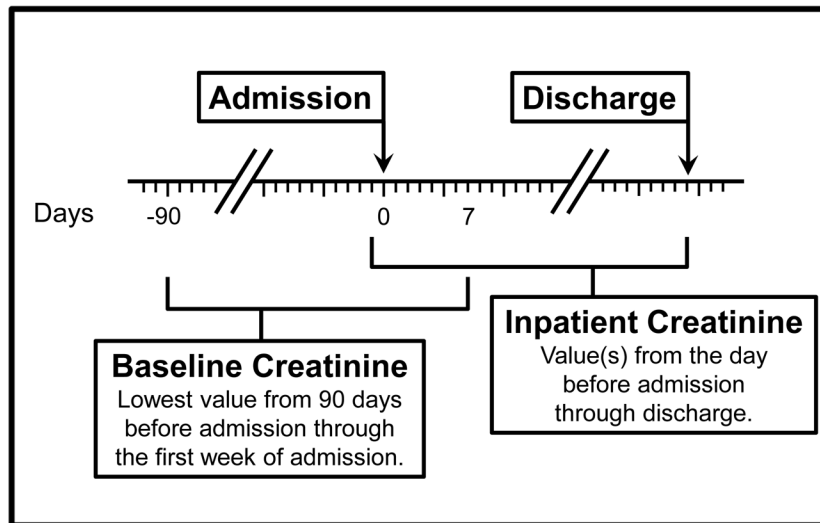 Admission
Discharge
Days
-90
0
7
Baseline Creatinine
Lowest value from 90 days
before admission through
the first week of admission.
Inpatient Creatinine
Value(s) from the day
before admission
through discharge.